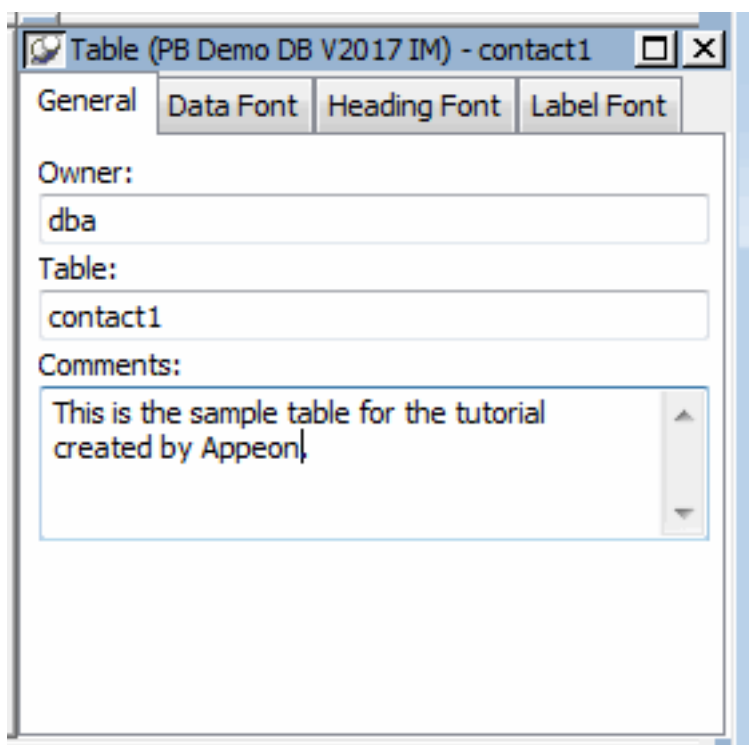 Table (PB Demo DB V2017 IM) - contact1
General Data Font Heading Font Label Font
Owner:
dba
Table:
contact1
Comments:
This is the sample table for the tutorial
created by Appeon.